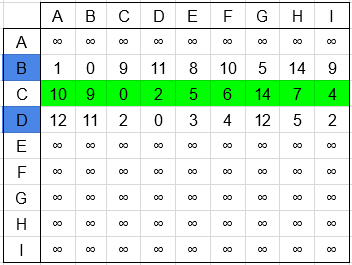 A B C D E F G H I
A ∞ ∞ ∞ ∞ ∞ ∞ ∞ ∞ ∞
B 1 0 9 11 8 10 5 14 9
C 10 9 0 2 5 6 14 7 4
D 12 11 2 0 3 4 12 5 2
E ∞ ∞ ∞ ∞ ∞ ∞ ∞ ∞ ∞
F ∞ ∞ ∞ ∞ ∞ ∞ ∞ ∞ ∞
G ∞ ∞ ∞ ∞ ∞ ∞ ∞ ∞ ∞
H ∞ ∞ ∞ ∞ ∞ ∞ ∞ ∞ ∞
I ∞ ∞ ∞ ∞ ∞ ∞ ∞ ∞ ∞